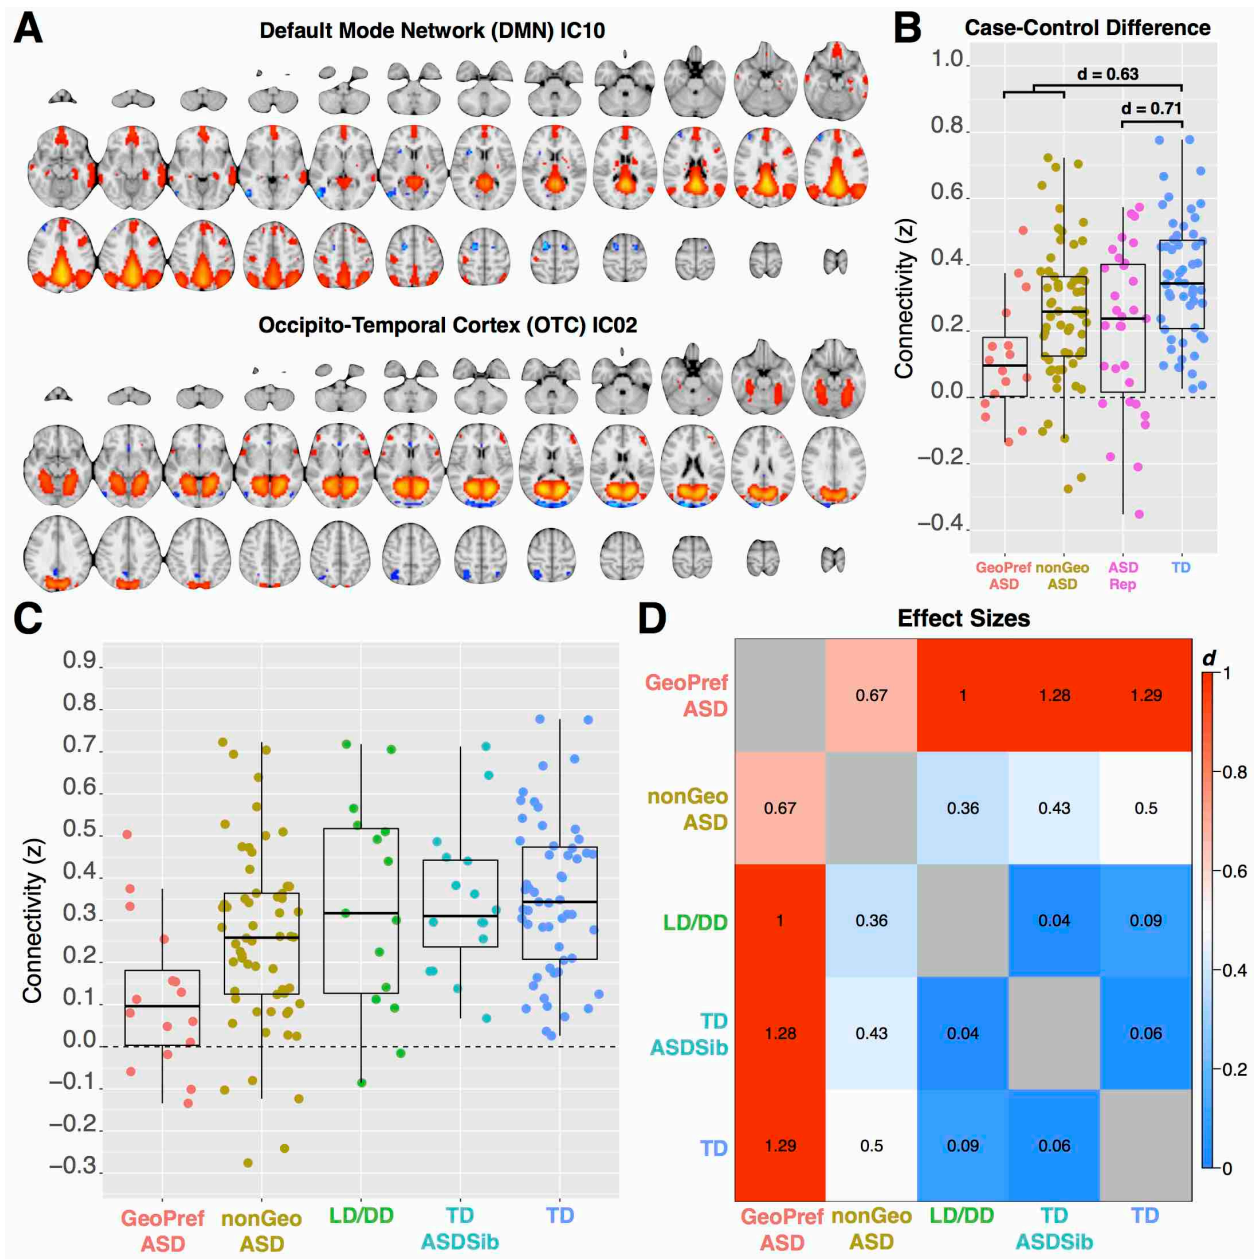 A
Default Mode Network (DMN) IC10
Occipito-Temporal Cortex (OTC) IC02
B
Case-Control Difference
d = 0.63
d = 0.71
Connectivity (z)
1.0
0.8
0.6
0.4
0.2
0.0
−0.2
−0.4
GeoPref ASD
nonGeo ASD
ASD Rep
TD
C
Connectivity (z)
0.9
0.8
0.7
0.6
0.5
0.4
0.3
0.2
0.1
0.0
−0.1
−0.2
−0.3
GeoPref ASD
nonGeo ASD
LD/DD
TD ASDSib
TD
D
Effect Sizes
GeoPref ASD
0.67
1
1.28
1.29
nonGeo ASD
0.67
0.36
0.43
0.5
LD/DD
1
0.36
0.04
0.09
TD ASDSib
1.28
0.43
0.04
0.06
TD
1.29
0.5
0.09
0.06
GeoPref ASD
nonGeo ASD
LD/DD
TD ASDSib
TD
d
1
0.8
0.6
0.4
0.2
0